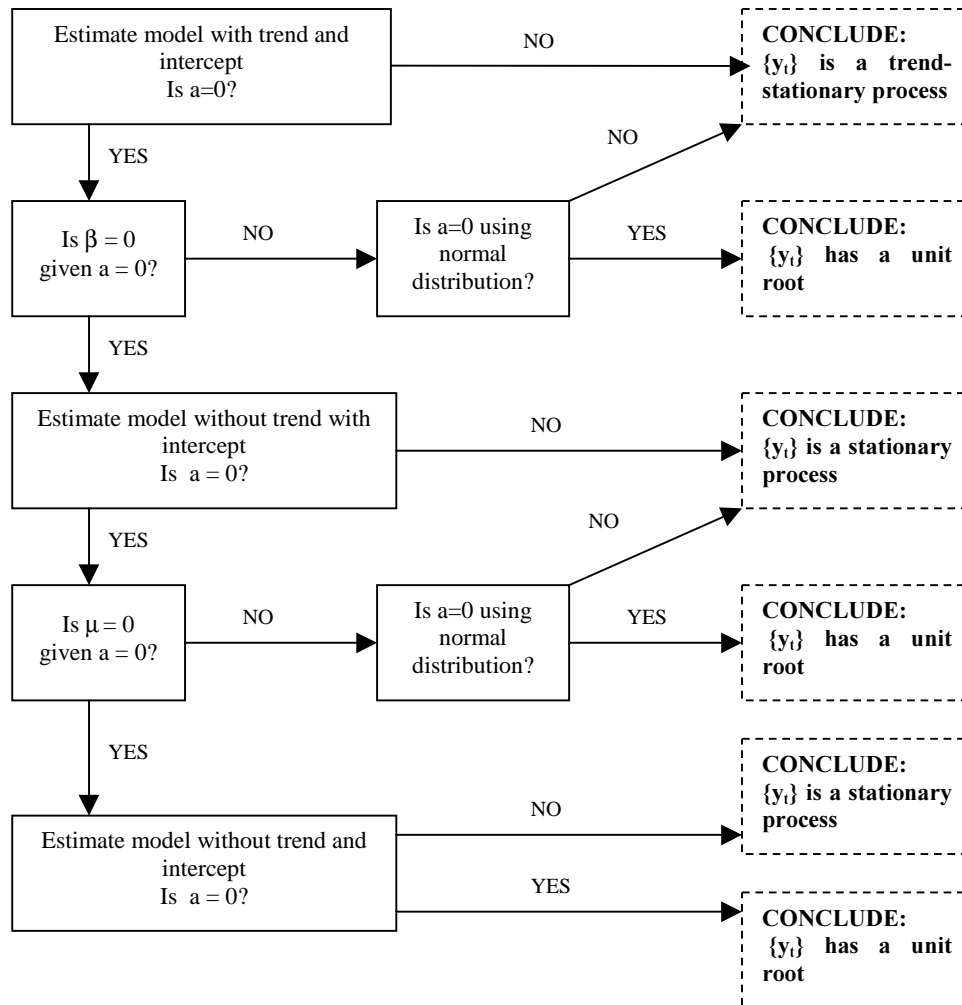 Estimate model with trend and
intercept
Is a=0?
NO
CONCLUDE:
{yt} is a trend-
stationary process
YES
NO
Is β = 0
given a = 0?
NO
Is a=0 using
normal
distribution?
YES
CONCLUDE:
{yt} has a unit
root
YES
Estimate model without trend with
intercept
Is a = 0?
NO
CONCLUDE:
{yt} is a stationary
process
YES
NO
Is μ = 0
given a = 0?
NO
Is a=0 using
normal
distribution?
YES
CONCLUDE:
{yt} has a unit
root
YES
Estimate model without trend and
intercept
Is a = 0?
NO
CONCLUDE:
{yt} is a stationary
process
YES
CONCLUDE:
{yt} has a unit
root